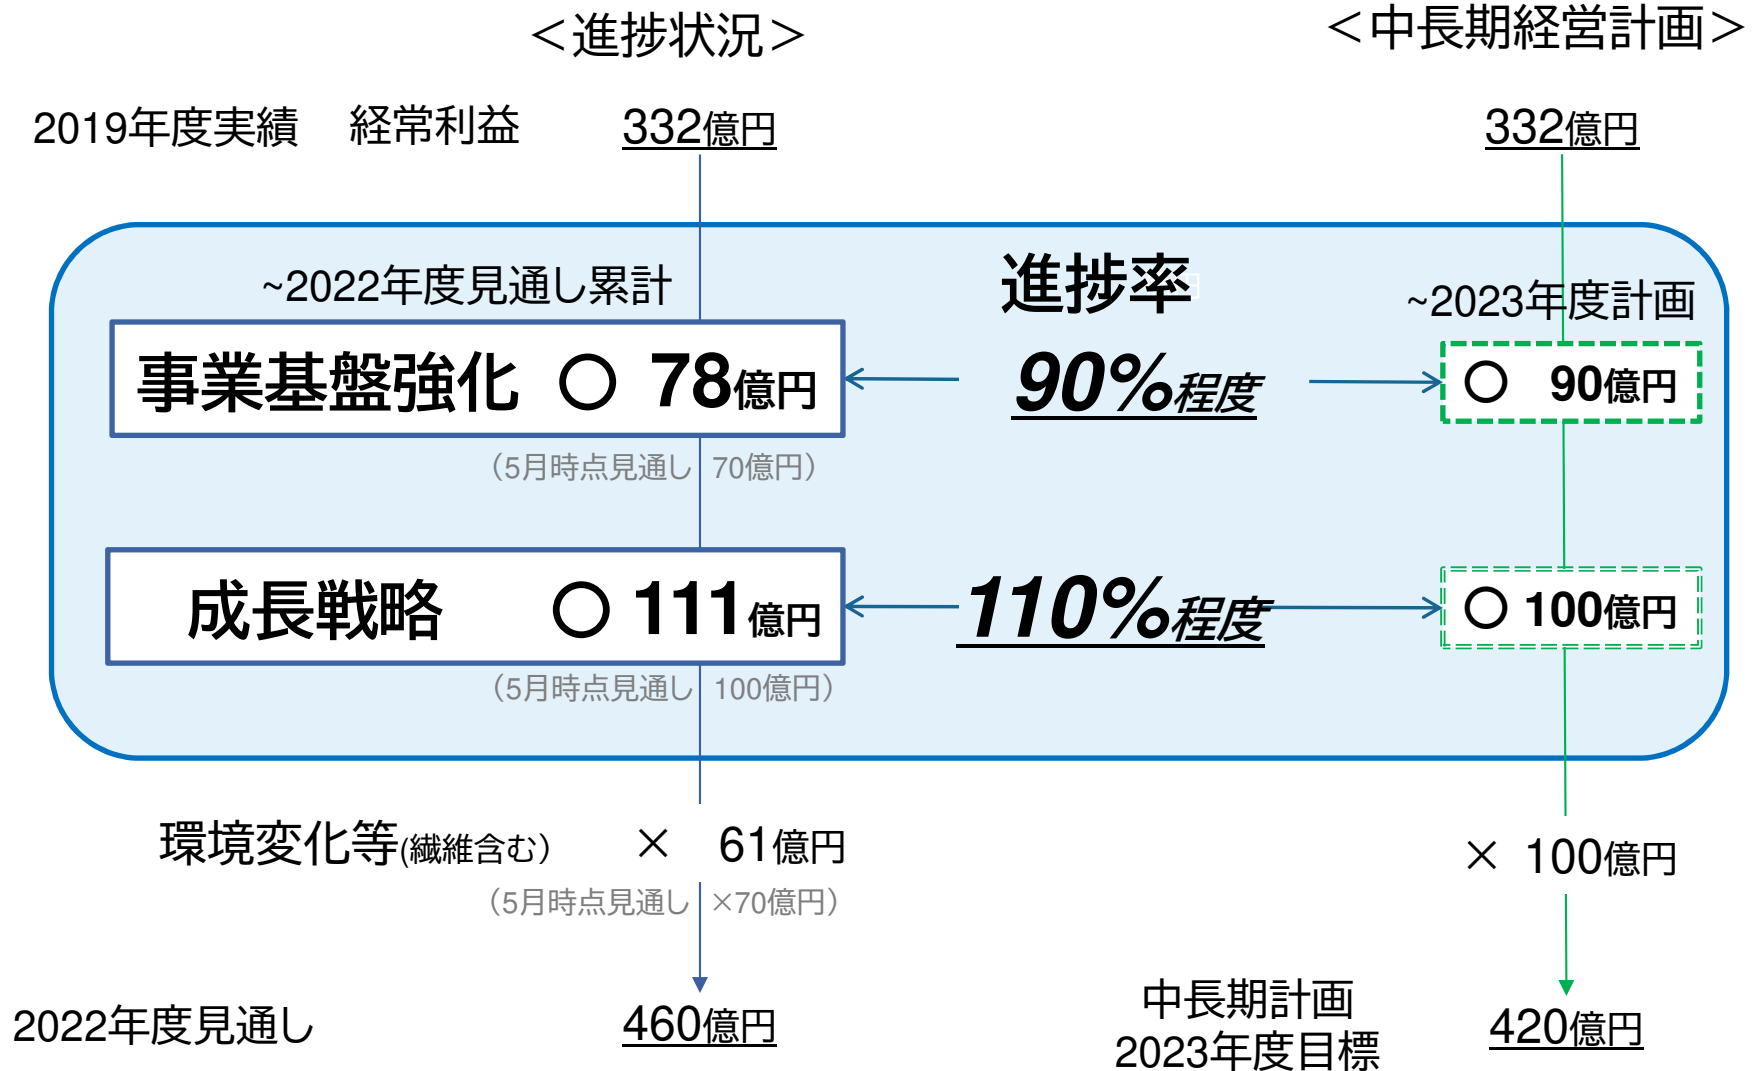 ＜進捗状況＞
＜中長期経営計画＞
2019年度実績 経常利益 332億円 332億円
~2022年度見通し累計
進捗率
~2023年度計画
事業基盤強化 〇 78億円
90%程度
〇 90億円
（5月時点見通し 70億円）
成長戦略 〇 111億円
110%程度
〇 100億円
（5月時点見通し 100億円）
環境変化等(繊維含む） × 61億円
× 100億円
（5月時点見通し ×70億円）
2022年度見通し 460億円
中長期計画
2023年度目標
420億円